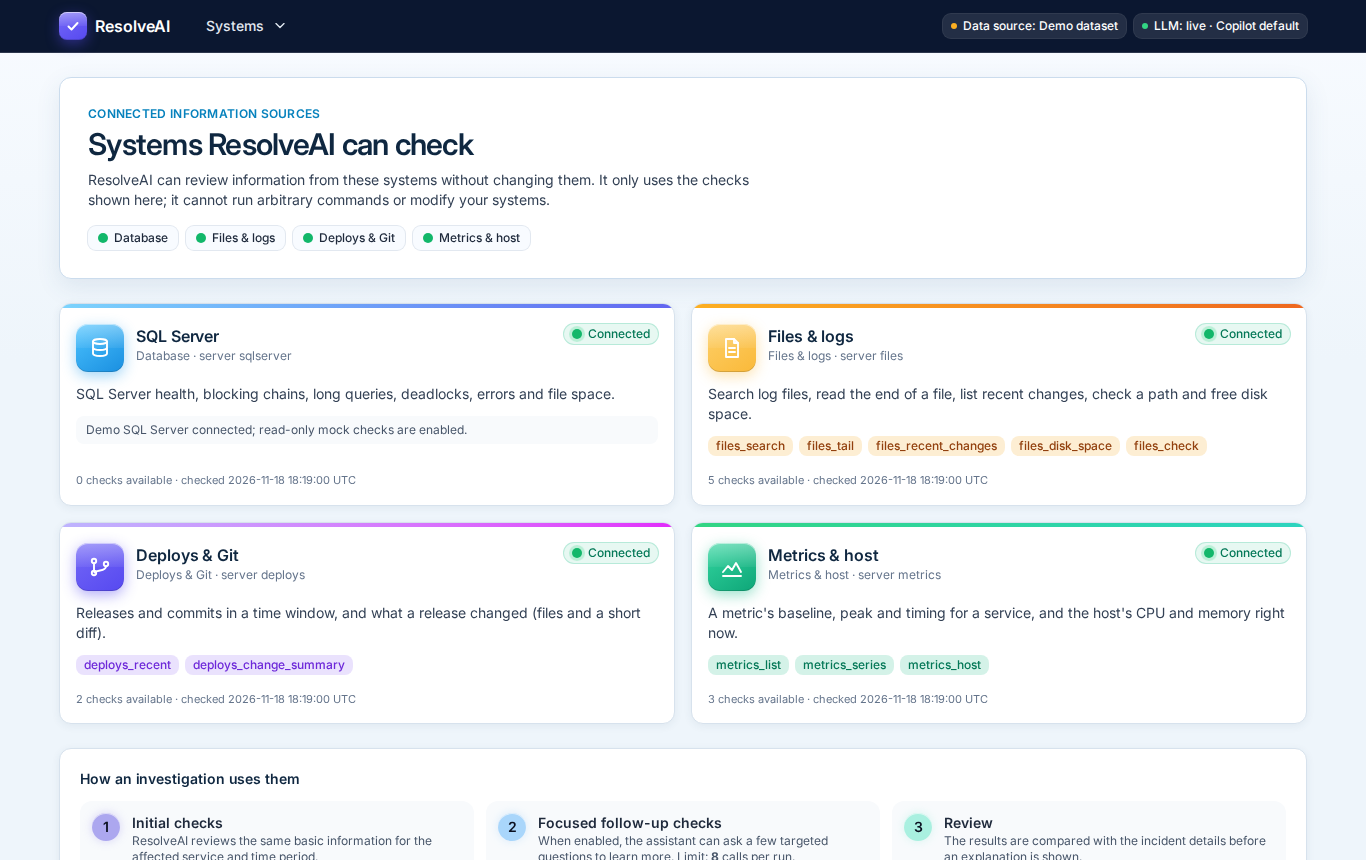 ResolveAI
Systems
Data source: Demo dataset
LLM: live · Copilot default
CONNECTED INFORMATION SOURCES
Systems ResolveAI can check
ResolveAI can review information from these systems without changing them. It only uses the checks
shown here; it cannot run arbitrary commands or modify your systems.
Database
Files & logs
Deploys & Git
Metrics & host
SQL Server
Database · server sqlserver
Connected
SQL Server health, blocking chains, long queries, deadlocks, errors and file space.
Demo SQL Server connected; read-only mock checks are enabled.
0 checks available · checked 2026-11-18 18:19:00 UTC
Files & logs
Files & logs · server files
Connected
Search log files, read the end of a file, list recent changes, check a path and free disk
space.
files_search
files_tail
files_recent_changes
files_disk_space
files_check
5 checks available · checked 2026-11-18 18:19:00 UTC
Deploys & Git
Deploys & Git · server deploys
Connected
Releases and commits in a time window, and what a release changed (files and a short
diff).
deploys_recent
deploys_change_summary
2 checks available · checked 2026-11-18 18:19:00 UTC
Metrics & host
Metrics & host · server metrics
Connected
A metric's baseline, peak and timing for a service, and the host's CPU and memory right
now.
metrics_list
metrics_series
metrics_host
3 checks available · checked 2026-11-18 18:19:00 UTC
How an investigation uses them
1
Initial checks
ResolveAI reviews the same basic information for the
affected service and time period.
2
Focused follow-up checks
When enabled, the assistant can ask a few targeted
questions to learn more. Limit: 8 calls per run.
3
Review
The results are compared with the incident details before
an explanation is shown.